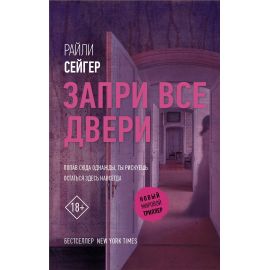 РАЙЛИ
СЕЙГЕР
ЗАПРИ ВСЕ
ДВЕРИ
ПОПАВ СЮДА ОДНАЖДЫ, ТЫ РИСКУЕШЬ
ОСТАТЬСЯ ЗДЕСЬ НАВСЕГДА
НОВЫЙ
МИРОВОЙ
ТРИЛЛЕР
18+
БЕСТСЕЛЛЕР NEW YORK TIMES